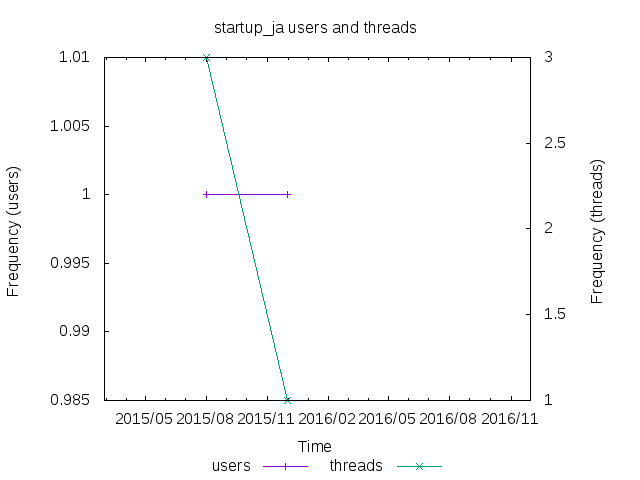 startup_ja users and threads
1.01
1.005
1
0.995
0.99
0.985
3
2.5
2
1.5
1
Frequency (users)
Frequency (threads)
2015/05 2015/08 2015/11 2016/02 2016/05 2016/08 2016/11
Time
users threads